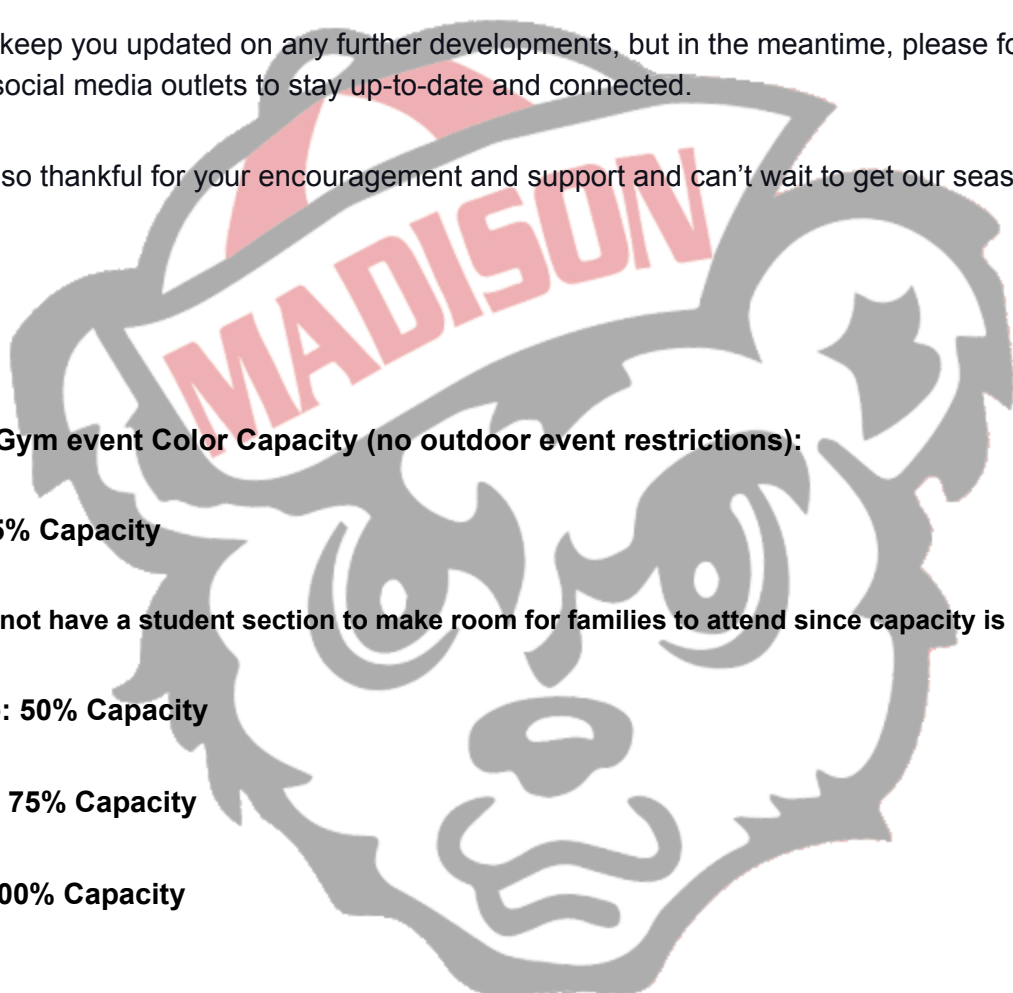 keep you updated on any further developments, but in the meantime, please fo
social media outlets to stay up-to-date and connected.
so thankful for your encouragement and support and can't wait to get our seas
MADISON
Gym event Color Capacity (no outdoor event restrictions):
5% Capacity
not have a student section to make room for families to attend since capacity is
: 50% Capacity
75% Capacity
00% Capacity